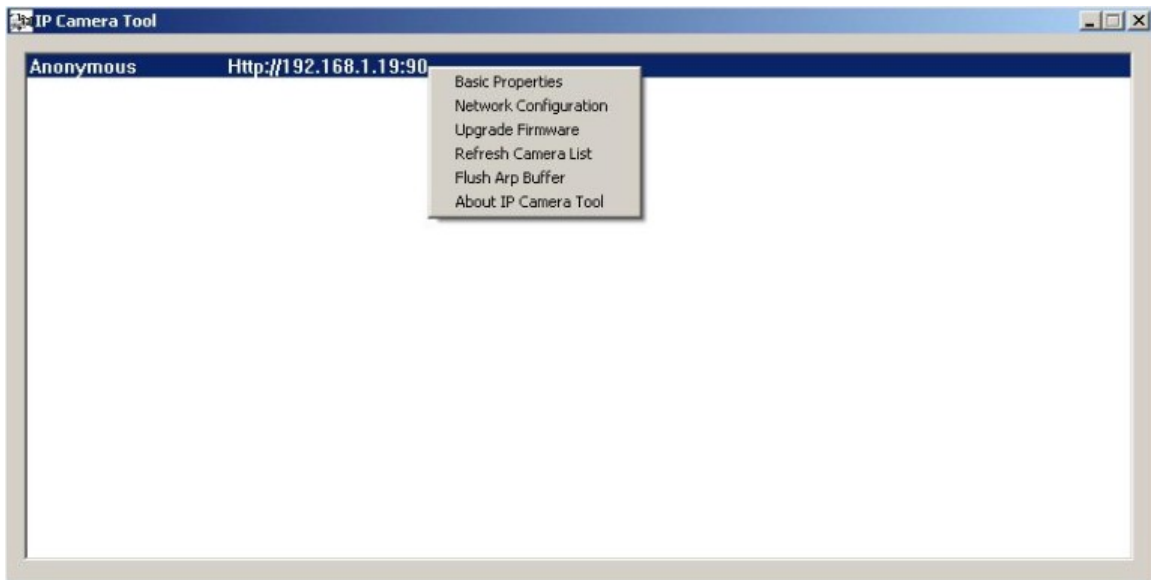 IP Camera Tool
Anonymous Http://192.168.1.19:90
Basic Properties
Network Configuration
Upgrade Firmware
Refresh Camera List
Flush Arp Buffer
About IP Camera Tool